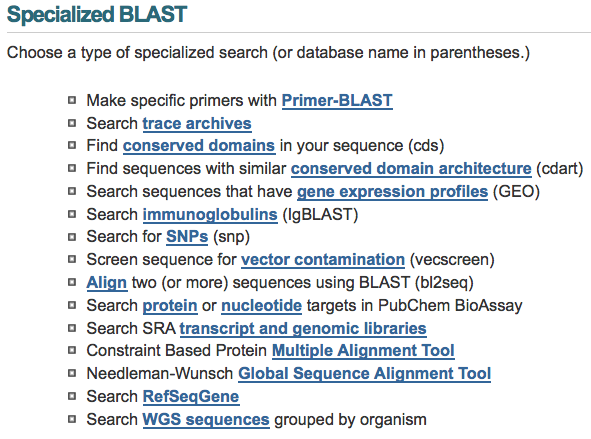 Specialized BLAST
Choose a type of specialized search (or database name in parentheses.)
Make specific primers with Primer-BLAST
Search trace archives
Find conserved domains in your sequence (cds)
Find sequences with similar conserved domain architecture (cdart)
Search sequences that have gene expression profiles (GEO)
Search immunoglobulins (IgBLAST)
Search for SNPs (snp)
Screen sequence for vector contamination (vecscreen)
Align two (or more) sequences using BLAST (bl2seq)
Search protein or nucleotide targets in PubChem BioAssay
Search SRA transcript and genomic libraries
Constraint Based Protein Multiple Alignment Tool
Needleman-Wunsch Global Sequence Alignment Tool
Search RefSeqGene
Search WGS sequences grouped by organism